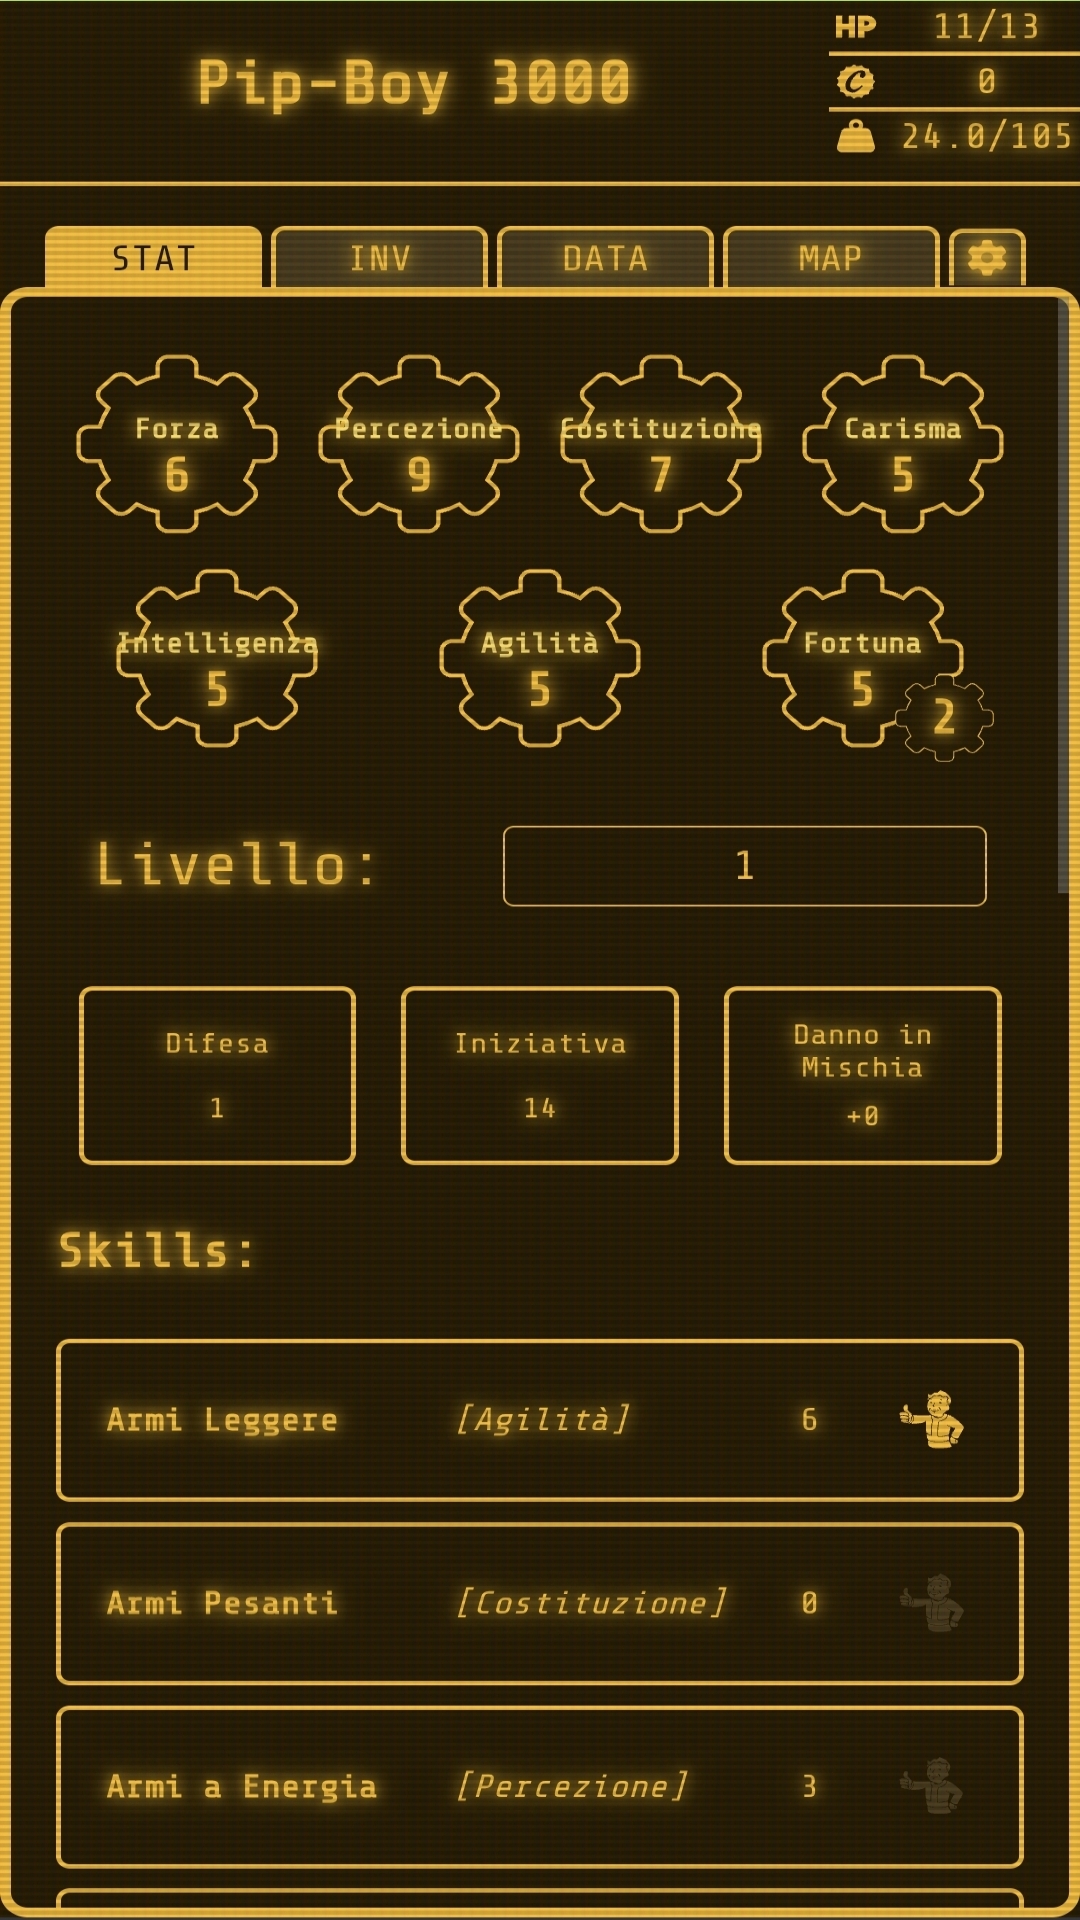 HP 11/13
Pip-Boy 3000
C 0
24.0/105
STAT INV DATA MAP
Forza Percezione Costituzione Carisma
6 9 7 5
Intelligenza Agilità Fortuna
5 5 5 2
Livello: 1
Difesa Iniziativa Danno in
Mischia
1 14 +0
Skills:
Armi Leggere [Agilità] 6
Armi Pesanti [Costituzione] 0
Armi a Energia [Percezione] 3